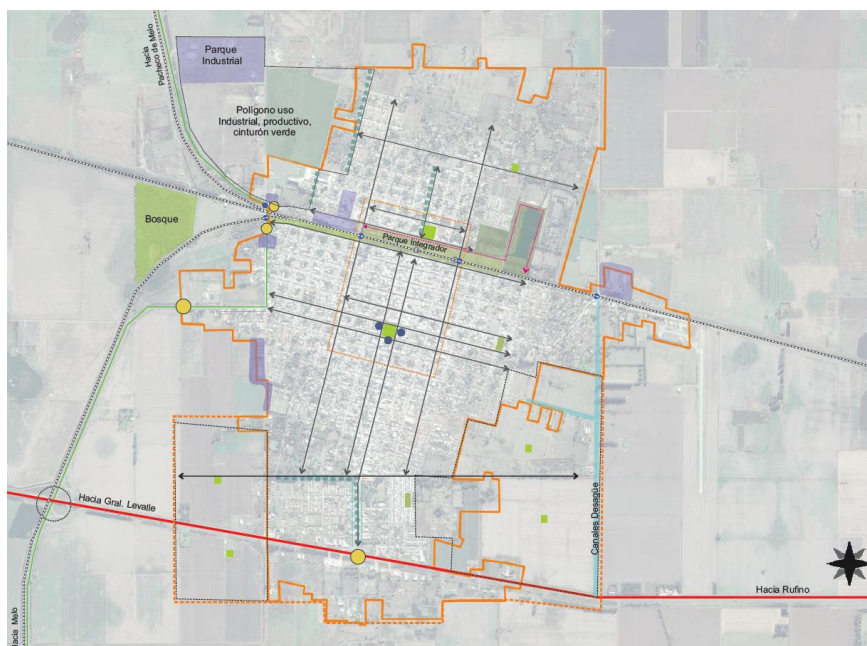 Hacia
Pacheco de Melo
Parque
Industrial
Polígono uso
Industrial, productivo,
cinturón verde
Bosque
Parque Integrador
Hacia Gral. Levalle
Canales Desagüe
Hacia Rufino
Hacia Melo